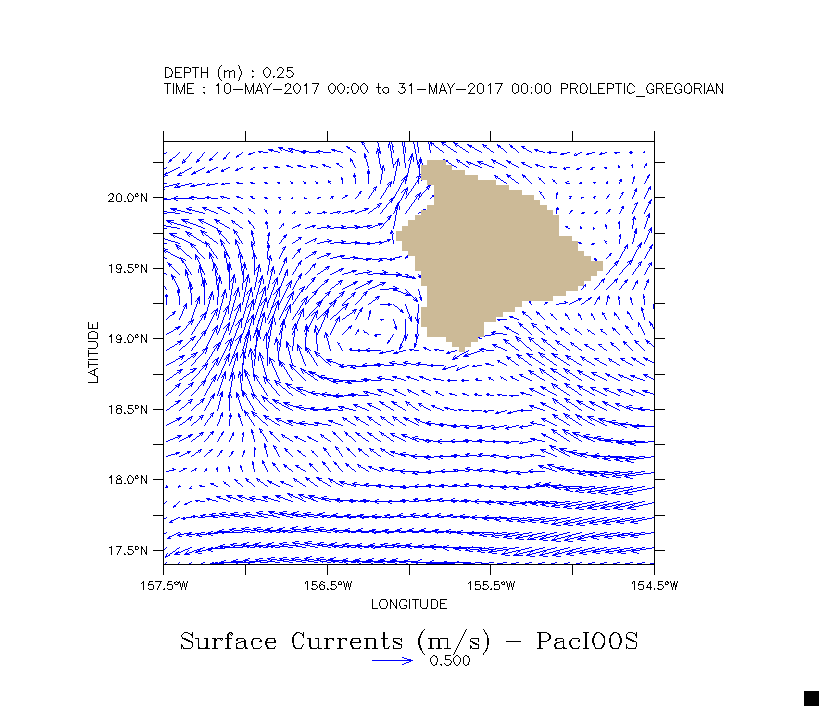 DEPTH (m) : 0.25
TIME : 10-MAY-2017 00:00 to 31-MAY-2017 00:00 PROLEPTIC_GREGORIAN
20.0°N
19.5°N
19.0°N
18.5°N
18.0°N
17.5°N
LATITUDE
157.5°W 156.5°W 155.5°W 154.5°W
LONGITUDE
Surface Currents (m/s) - PacIOOS
0.500